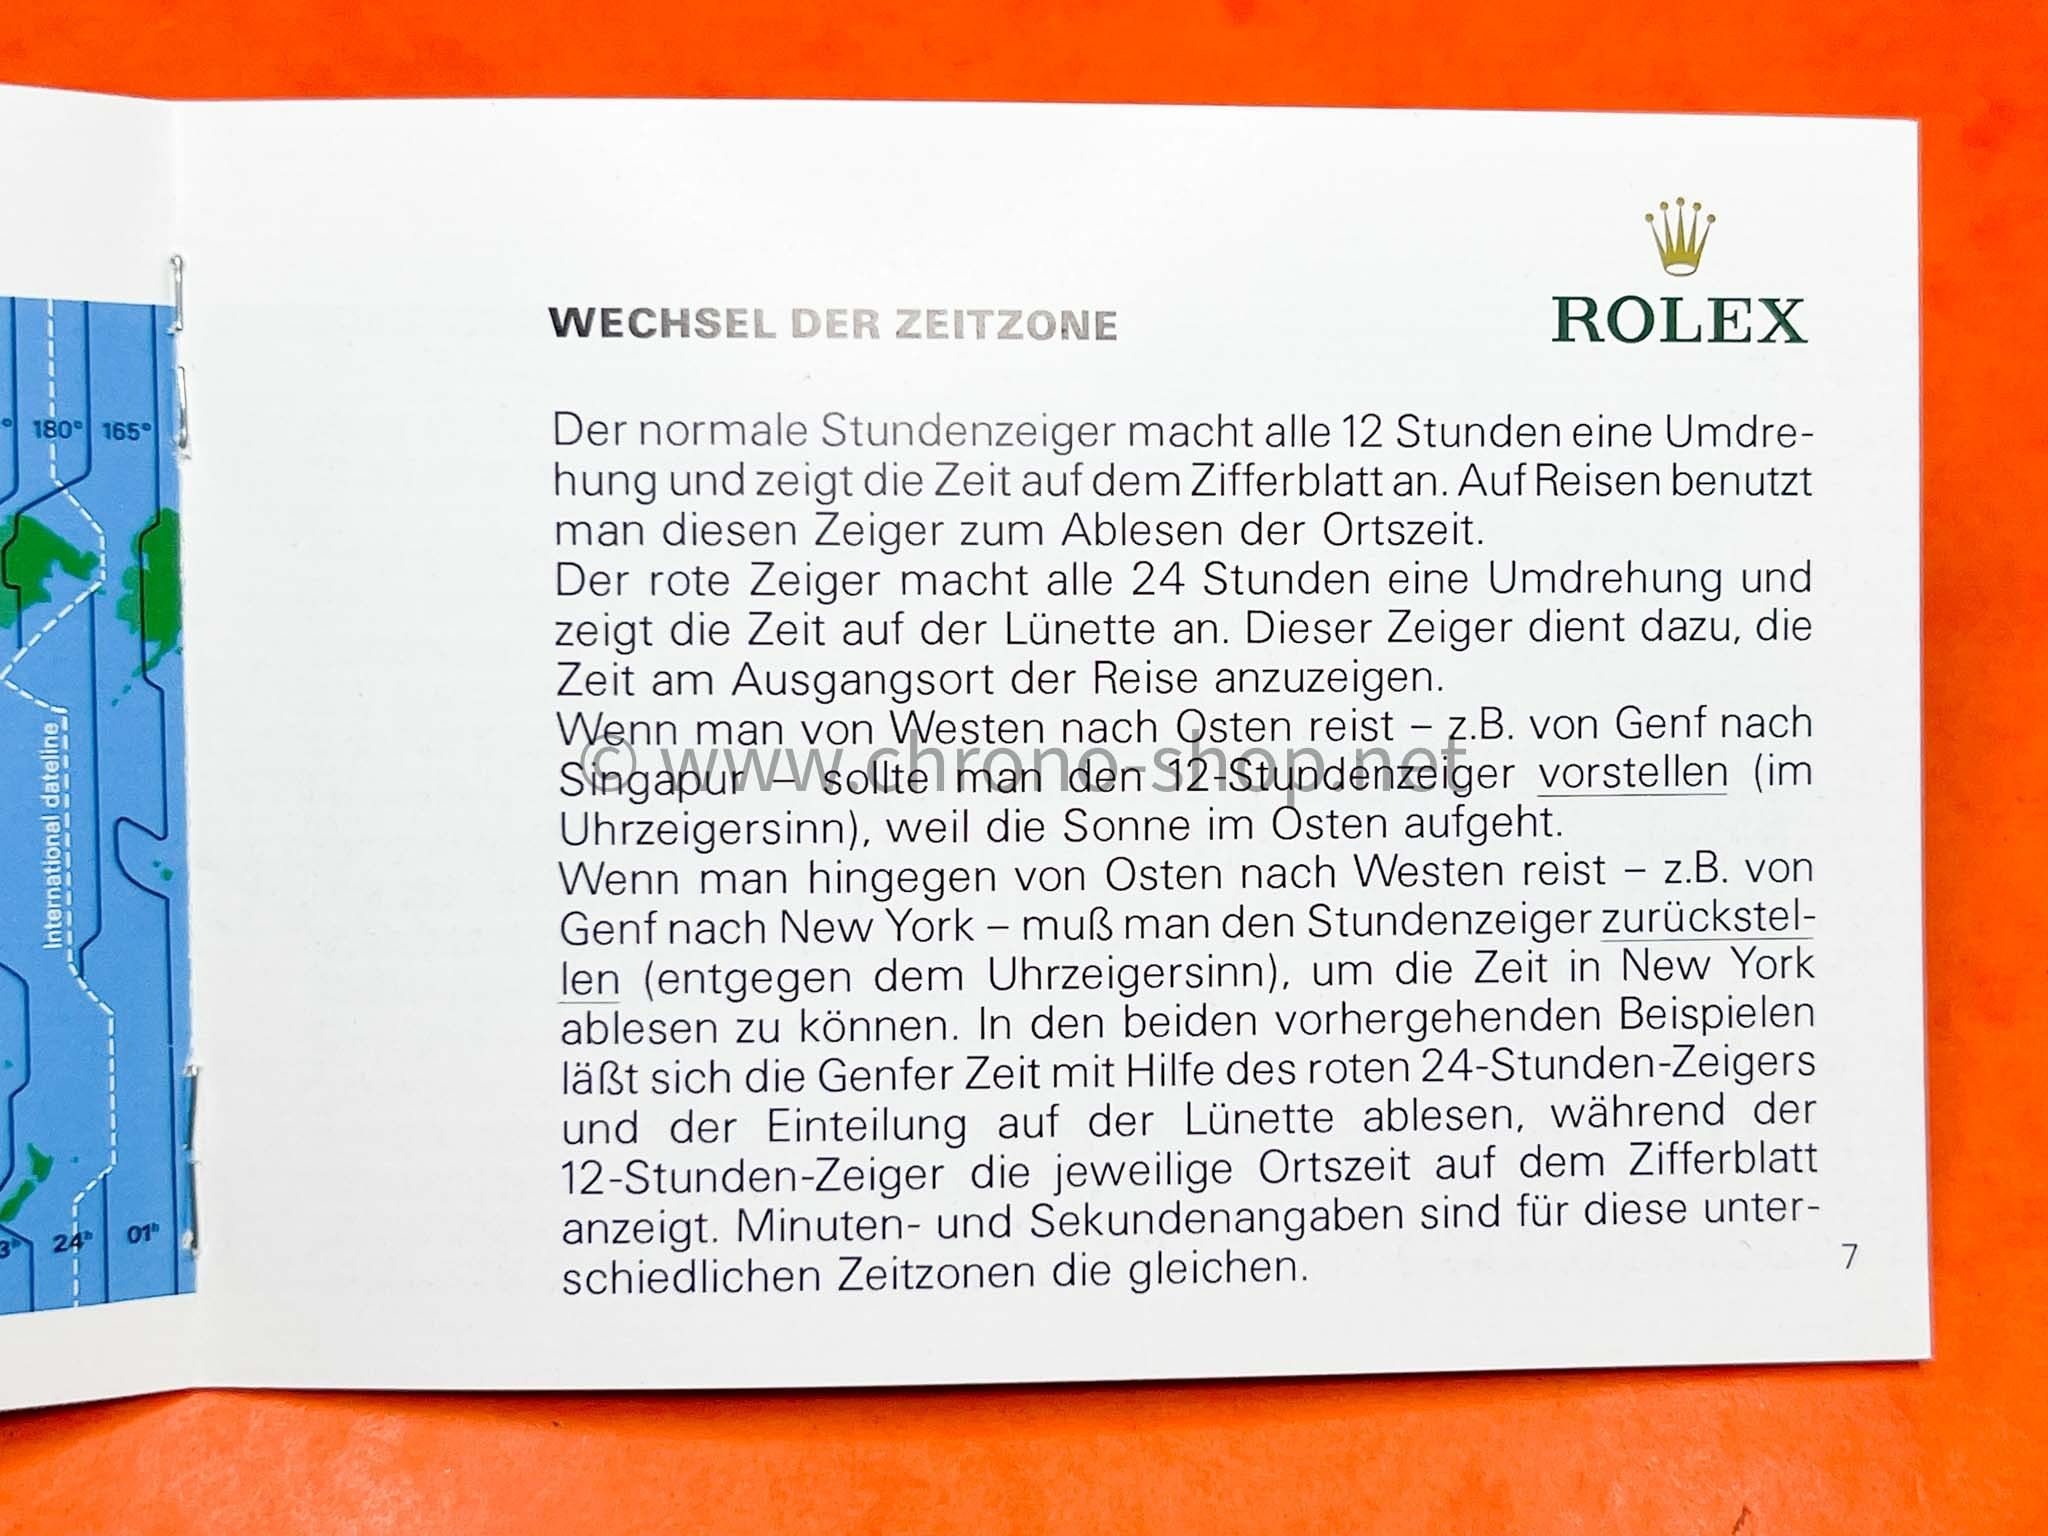 180° 165°
International dateline
24h 01h
ROLEX
WECHSEL DER ZEITZONE
Der normale Stundenzeiger macht alle 12 Stunden eine Umdre-
hung und zeigt die Zeit auf dem Zifferblatt an. Auf Reisen benutzt
man diesen Zeiger zum Ablesen der Ortszeit.
Der rote Zeiger macht alle 24 Stunden eine Umdrehung und
zeigt die Zeit auf der Lünette an. Dieser Zeiger dient dazu, die
Zeit am Ausgangsort der Reise anzuzeigen.
Wenn man von Westen nach Osten reist – z.B. von Genf nach
Singapur – sollte man den 12-Stundenzeiger vorstellen (im
Uhrzeigersinn), weil die Sonne im Osten aufgeht.
Wenn man hingegen von Osten nach Westen reist – z.B. von
Genf nach New York – muß man den Stundenzeiger zurückstel-
len (entgegen dem Uhrzeigersinn), um die Zeit in New York
ablesen zu können. In den beiden vorhergehenden Beispielen
läßt sich die Genfer Zeit mit Hilfe des roten 24-Stunden-Zeigers
und der Einteilung auf der Lünette ablesen, während der
12-Stunden-Zeiger die jeweilige Ortszeit auf dem Zifferblatt
anzeigt. Minuten- und Sekundenangaben sind für diese unter-
schiedlichen Zeitzonen die gleichen.
7
© www.chrono-shop.net